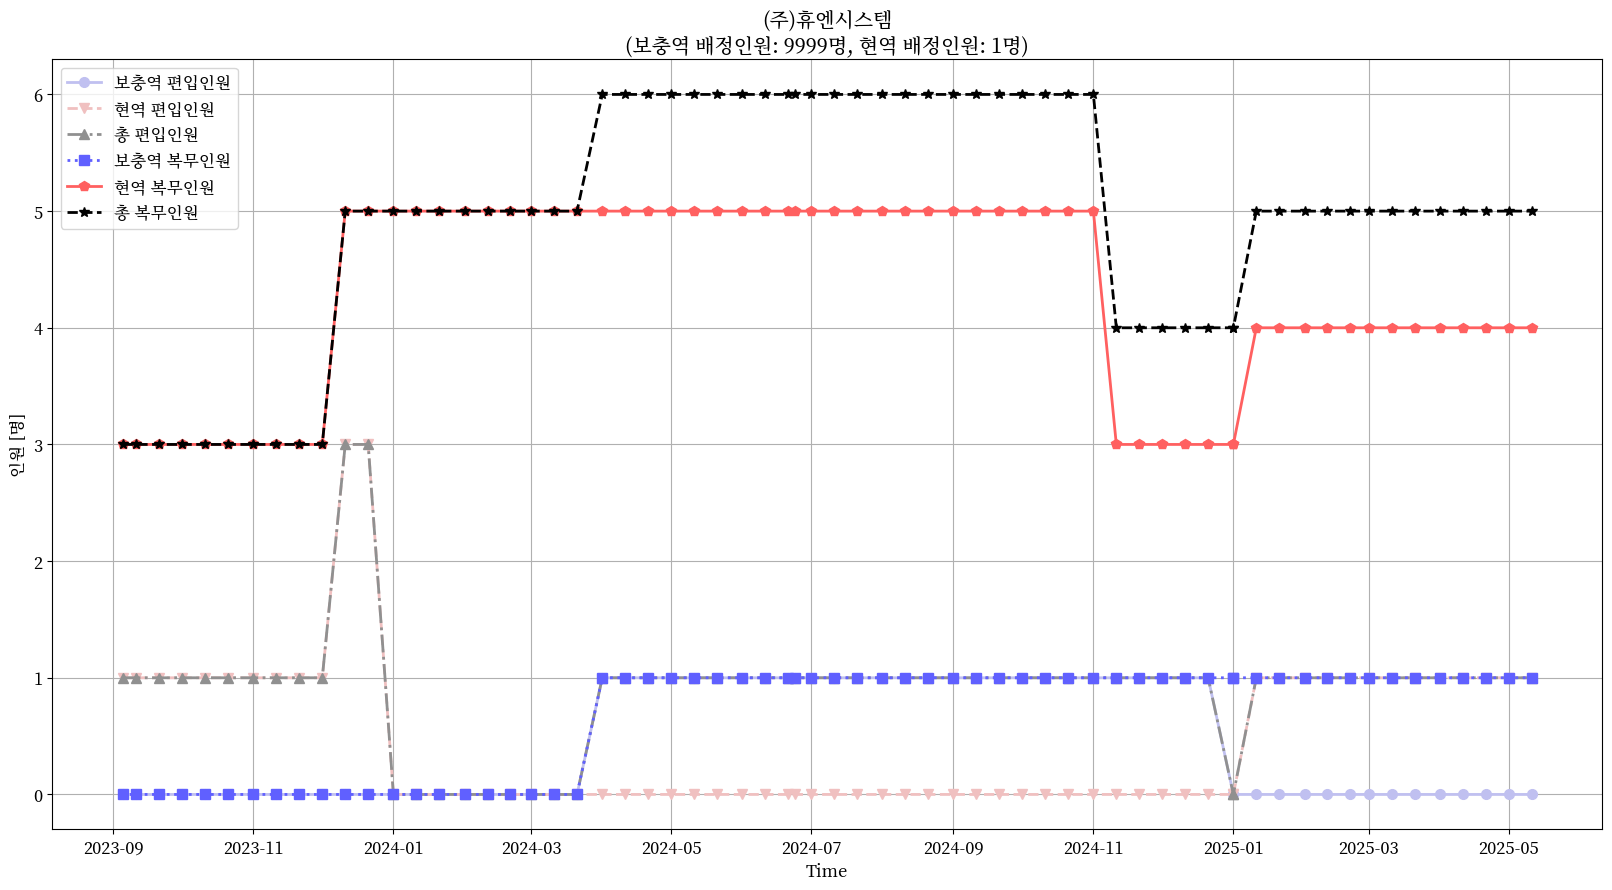 (주)휴엔시스템
(보충역 배정인원: 9999명, 현역 배정인원: 1명)
보충역 편입인원
현역 편입인원
총 편입인원
보충역 복무인원
현역 복무인원
총 복무인원
6
5
4
3
2
1
0
인원 [명]
2023-09 2023-11 2024-01 2024-03 2024-05 2024-07 2024-09 2024-11 2025-01 2025-03 2025-05
Time